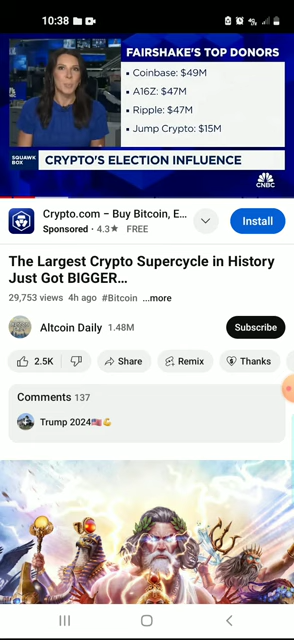 10:38
FAIRSHAKE'S TOP DONORS
▪ Coinbase: $49M
▪ A16Z: $47M
▪ Ripple: $47M
▪ Jump Crypto: $15M
SQUAWK
BOX
CRYPTO'S ELECTION INFLUENCE
CNBC
Crypto.com – Buy Bitcoin, E...
Sponsored · 4.3★ FREE
Install
The Largest Crypto Supercycle in History
Just Got BIGGER...
29,753 views 4h ago #Bitcoin ...more
Altcoin Daily 1.48M
Subscribe
2.5K
Share
Remix
Thanks
Comments 137
Trump 2024🇺🇸💪